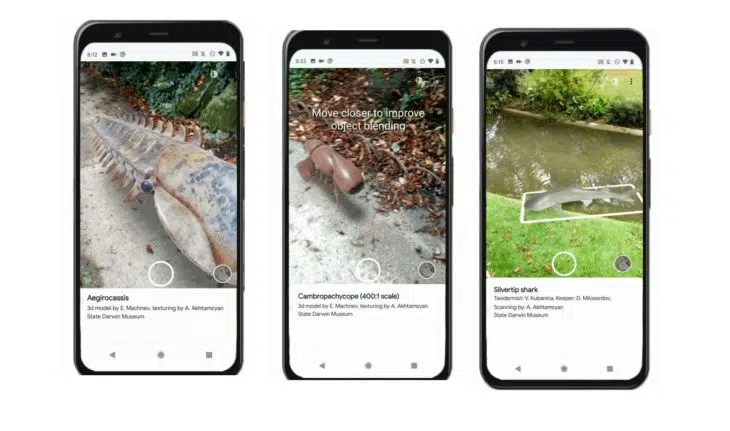 8:12
Aegirocassis
3d model by E. Machnev, texturing by A. Akhtamzyan
State Darwin Museum
8:33
Move closer to improve
object blending
Cambropachycope (400:1 scale)
3d model by E. Machnev, texturing by A. Akhtamzyan
State Darwin Museum
8:15
Silvertip shark
Taxidermist: V. Kubanina. Keeper: D. Miloserdov.
Scanning by: A. Akhtamzyan
State Darwin Museum